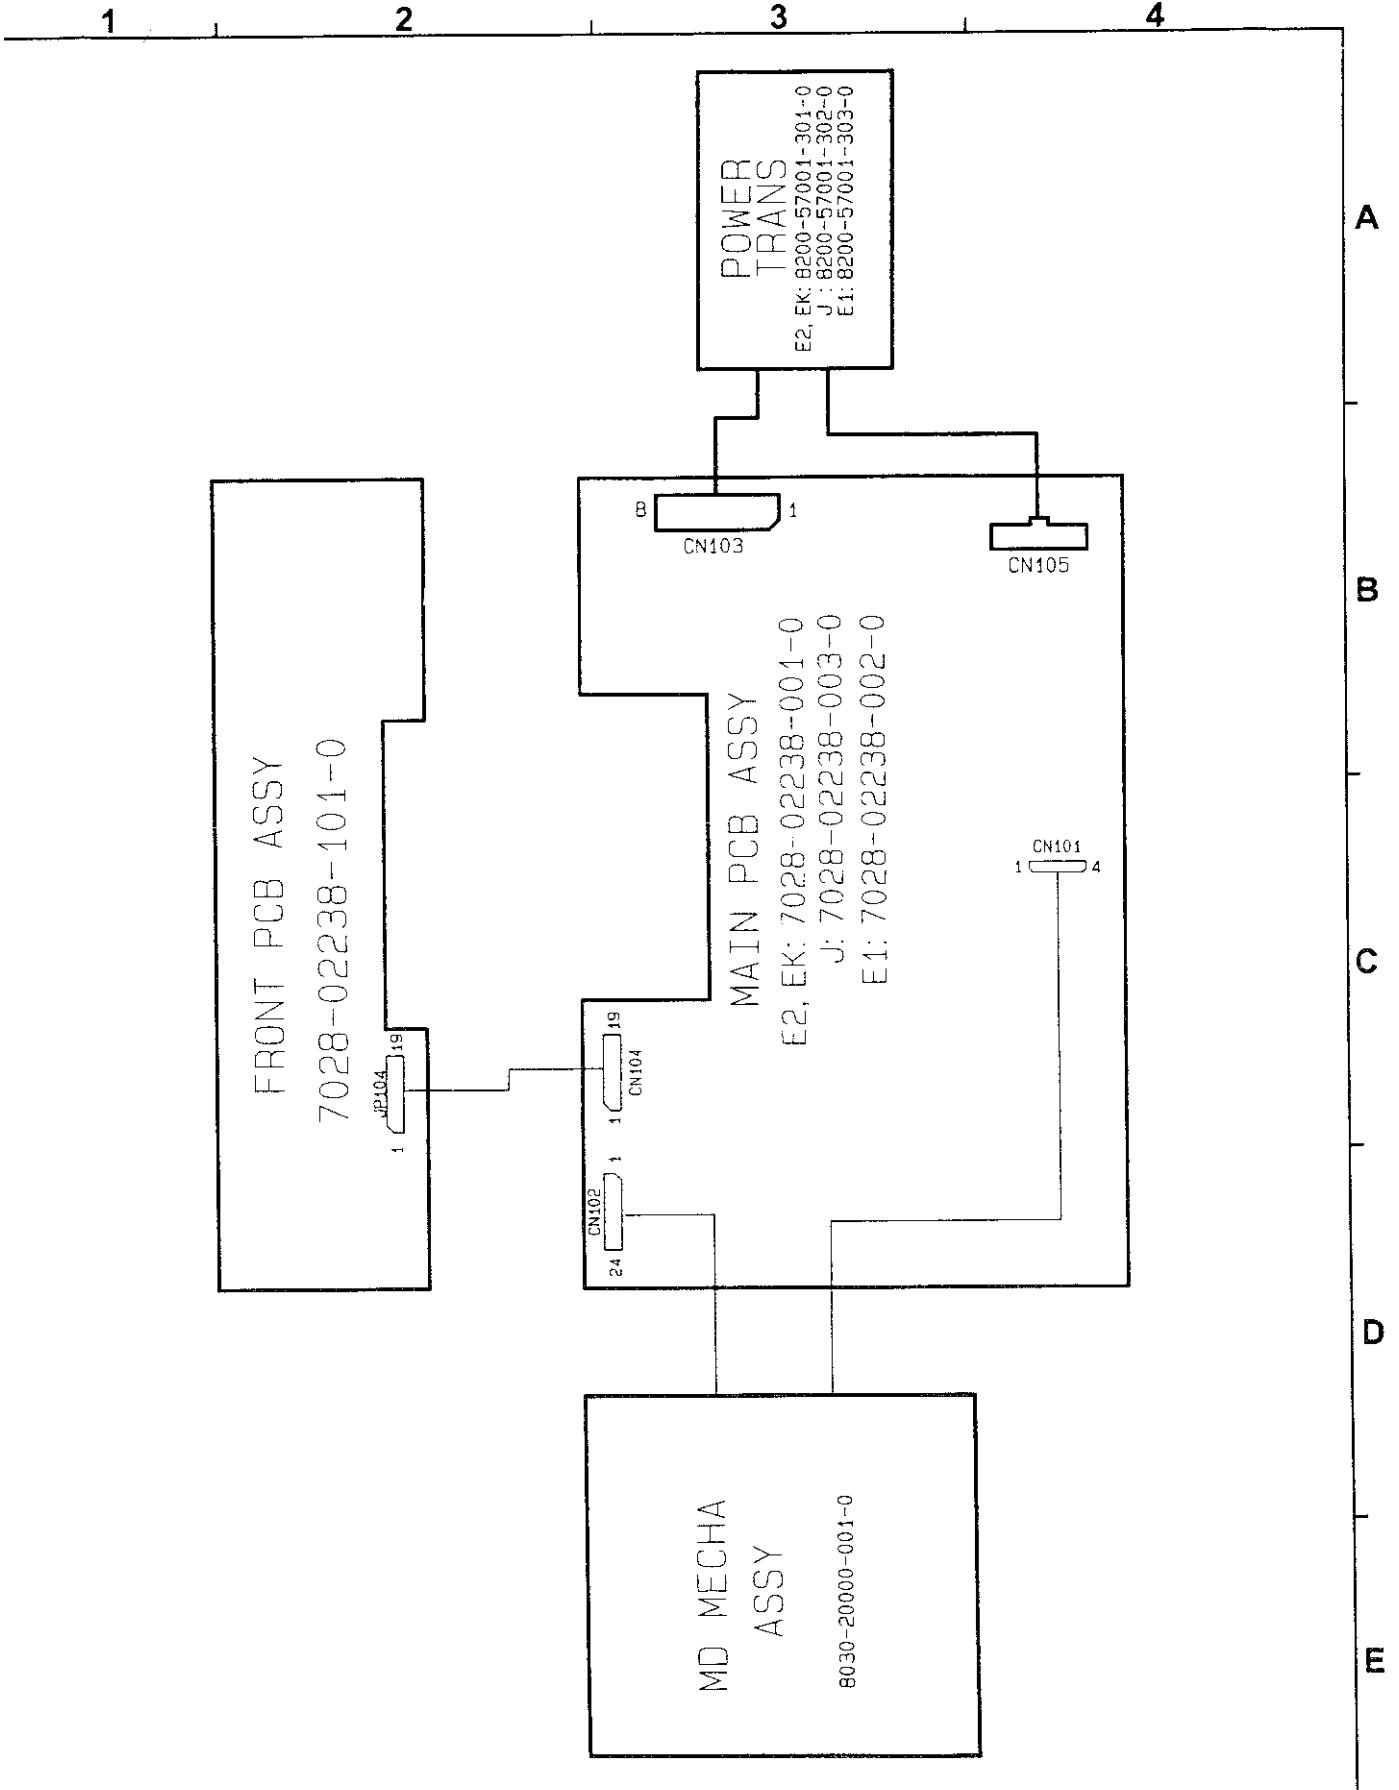 1
2
3
4
A
B
C
D
E
POWER
TRANS
E2, EK: 8200-57001-301-0
J : 8200-57001-302-0
E1: 8200-57001-303-0
8
1
CN103
CN105
FRONT PCB ASSY
7028-02238-101-0
JP104
19
1
MAIN PCB ASSY
E2, EK: 7028-02238-001-0
J: 7028-02238-003-0
E1: 7028-02238-002-0
CN101
1
4
19
CN104
1
1
CN102
24
MD MECHA
ASSY
8030-20000-001-0